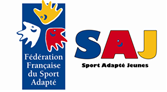 Fédération
Française
du Sport
Adapté
SAJ
Sport Adapté Jeunes